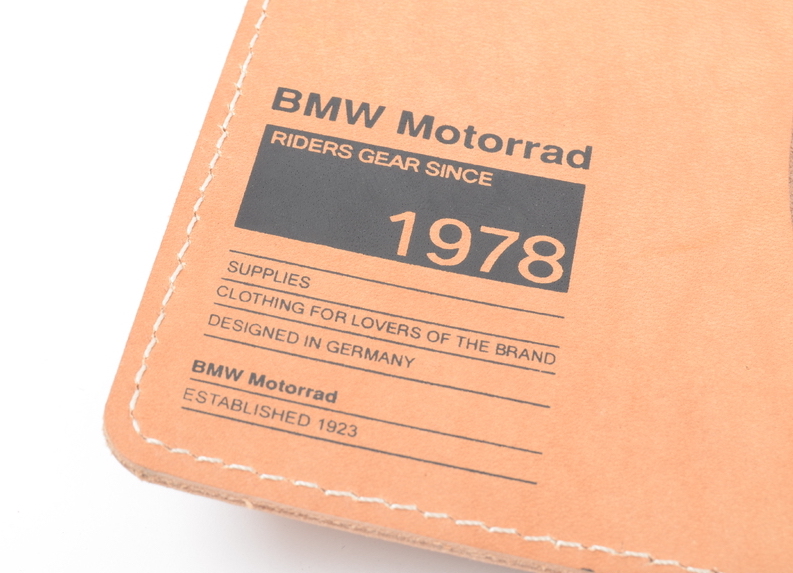 BMW Motorrad
RIDERS GEAR SINCE
1978
SUPPLIES
CLOTHING FOR LOVERS OF THE BRAND
DESIGNED IN GERMANY
BMW Motorrad
ESTABLISHED 1923